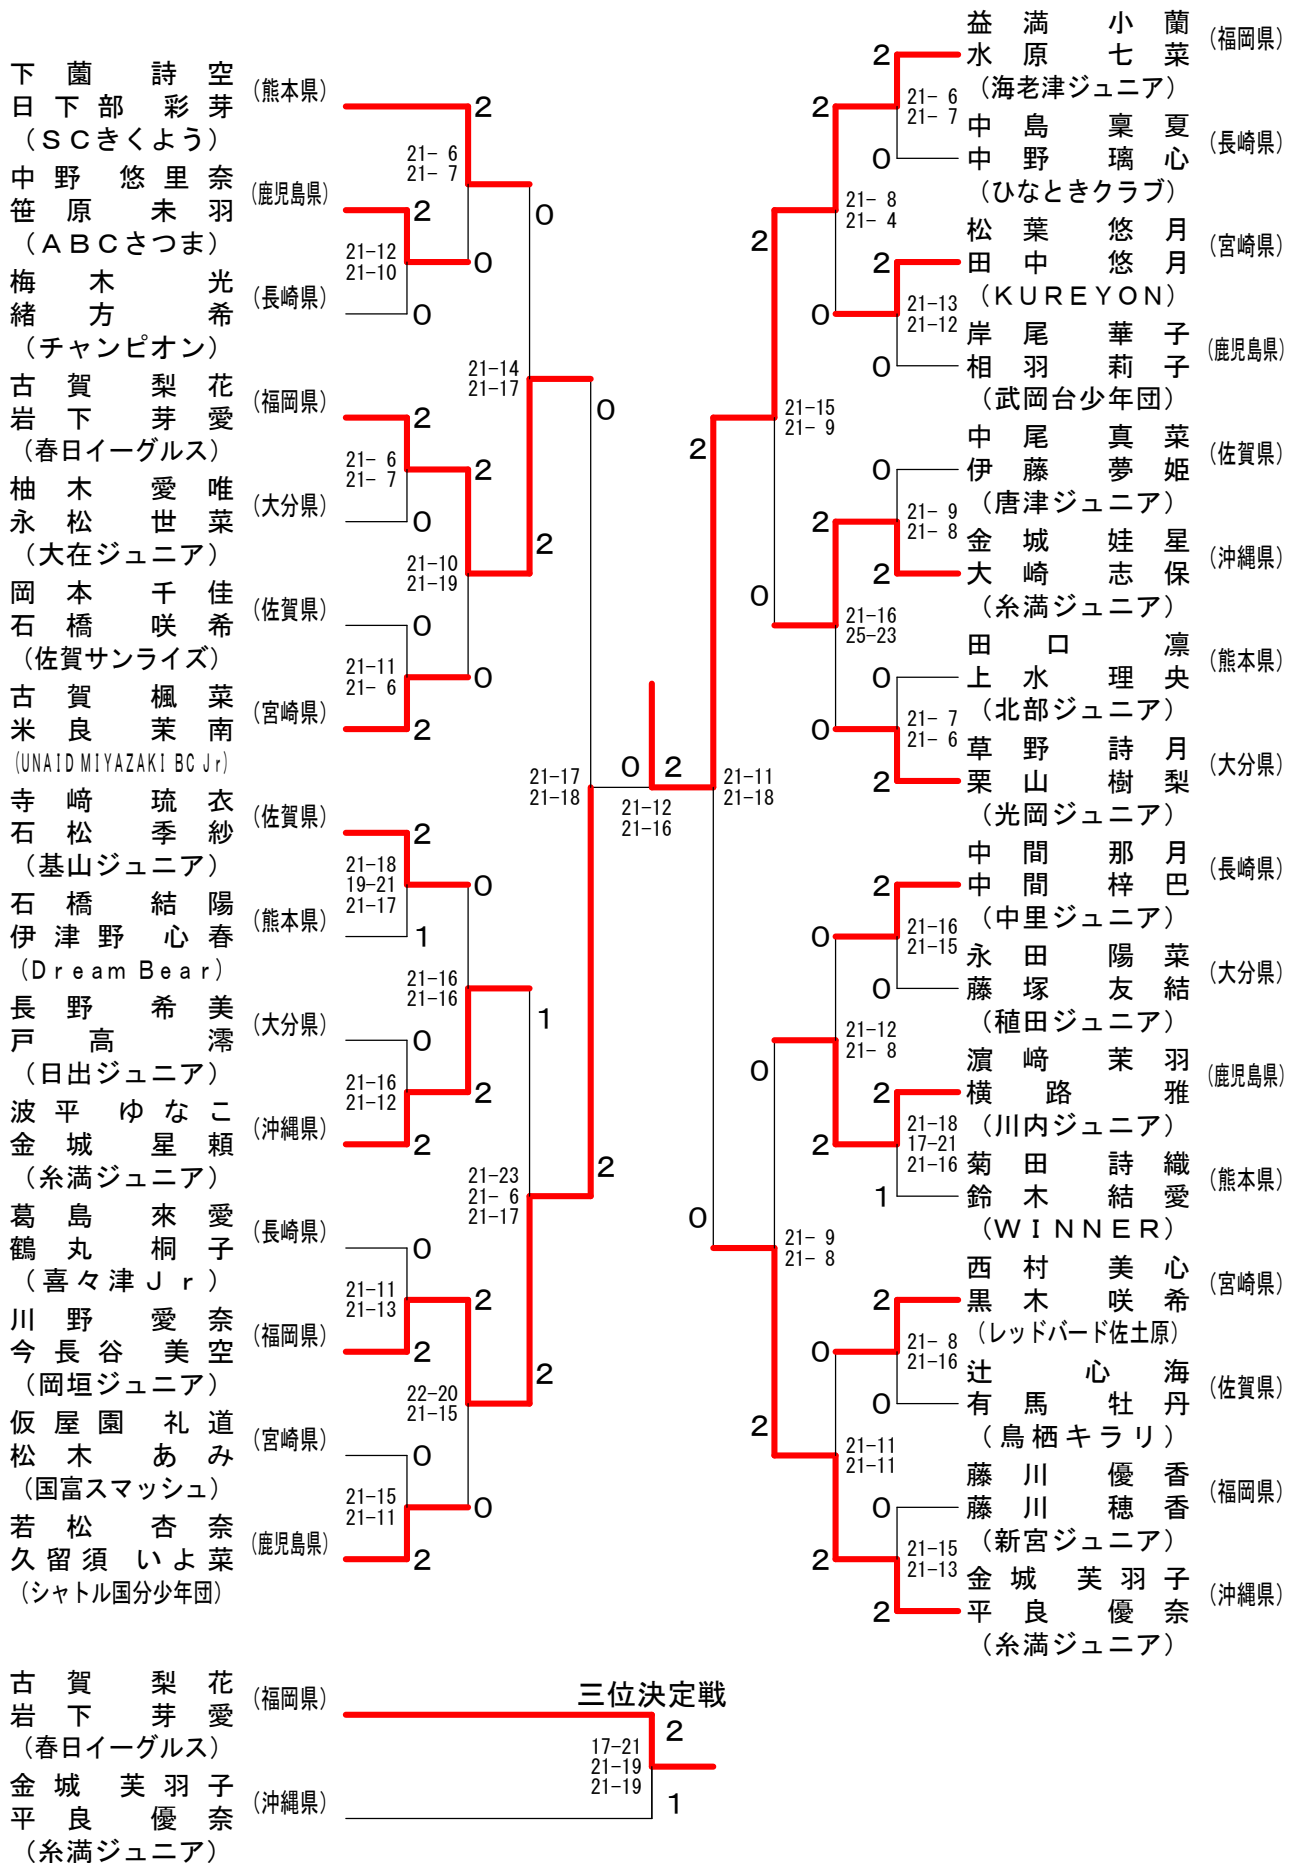 下薗詩空
日下部彩芽
(熊本県)
(SCきくよう)
中野悠里奈
笹原未羽
(鹿児島県)
(ABCさつま)
梅木光
緒方希
(長崎県)
(チャンピオン)
古賀梨花
岩下芽愛
(福岡県)
(春日イーグルス)
柚木愛唯
永松世菜
(大分県)
(大在ジュニア)
岡本千佳
石橋咲希
(佐賀県)
(佐賀サンライズ)
古賀楓菜
米良茉南
(宮崎県)
(UNAID MIYAZAKI BC Jr)
寺﨑琉衣
石松季紗
(佐賀県)
(基山ジュニア)
石橋結陽
伊津野心春
(熊本県)
(Dream Bear)
長野希美
戸高澪
(大分県)
(日出ジュニア)
波平ゆなこ
金城星頼
(沖縄県)
(糸満ジュニア)
葛島來愛
鶴丸桐子
(長崎県)
(喜々津Jr)
川野愛奈
今長谷美空
(福岡県)
(岡垣ジュニア)
仮屋園礼道
松木あみ
(宮崎県)
(国富スマッシュ)
若松杏奈
久留須いよ菜
(鹿児島県)
(シャトル国分少年団)
2
21-6
21-7
0
2
21-12
21-10
0
0
21-14
21-17
0
2
21-6
21-7
2
0
2
21-10
21-19
0
21-11
21-6
0
2
21-17
21-18
2
21-18
19-21
21-17
0
1
21-16
21-16
1
0
21-16
21-12
2
2
21-23
21-6
21-17
2
0
21-11
21-13
2
2
2
22-20
21-15
0
21-15
21-11
0
2
0
2
21-12
21-16
益満小蘭
水原七菜
(福岡県)
(海老津ジュニア)
中島稟夏
中野璃心
(長崎県)
(ひなときクラブ)
松葉悠月
田中悠月
(宮崎県)
(KUREYON)
岸尾華子
相羽莉子
(鹿児島県)
(武岡台少年団)
中尾真菜
伊藤夢姫
(佐賀県)
(唐津ジュニア)
金城娃星
大崎志保
(沖縄県)
(糸満ジュニア)
田口凛
上水理央
(熊本県)
(北部ジュニア)
草野詩月
栗山樹梨
(大分県)
(光岡ジュニア)
中間那月
中間梓巴
(長崎県)
(中里ジュニア)
永田陽菜
藤塚友結
(大分県)
(稙田ジュニア)
濵﨑茉羽
横路雅
(鹿児島県)
(川内ジュニア)
菊田詩織
鈴木結愛
(熊本県)
(WINNER)
西村美心
黒木咲希
(宮崎県)
(レッドバード佐土原)
辻心海
有馬牡丹
(佐賀県)
(鳥栖キラリ)
藤川優香
藤川穂香
(福岡県)
(新宮ジュニア)
金城芙羽子
平良優奈
(沖縄県)
(糸満ジュニア)
2
21-6
21-7
2
0
21-8
21-4
2
2
21-13
21-12
0
0
21-15
21-9
2
0
21-9
21-8
2
2
0
21-16
25-23
0
21-7
21-6
0
2
21-11
21-18
2
21-16
21-15
0
0
21-12
21-8
0
2
21-18
17-21
21-16
2
1
0
21-9
21-8
2
21-8
21-16
0
0
2
21-11
21-11
0
21-15
21-13
2
2
三位決定戦
古賀梨花
岩下芽愛
(福岡県)
(春日イーグルス)
2
17-21
21-19
21-19
1
金城芙羽子
平良優奈
(沖縄県)
(糸満ジュニア)